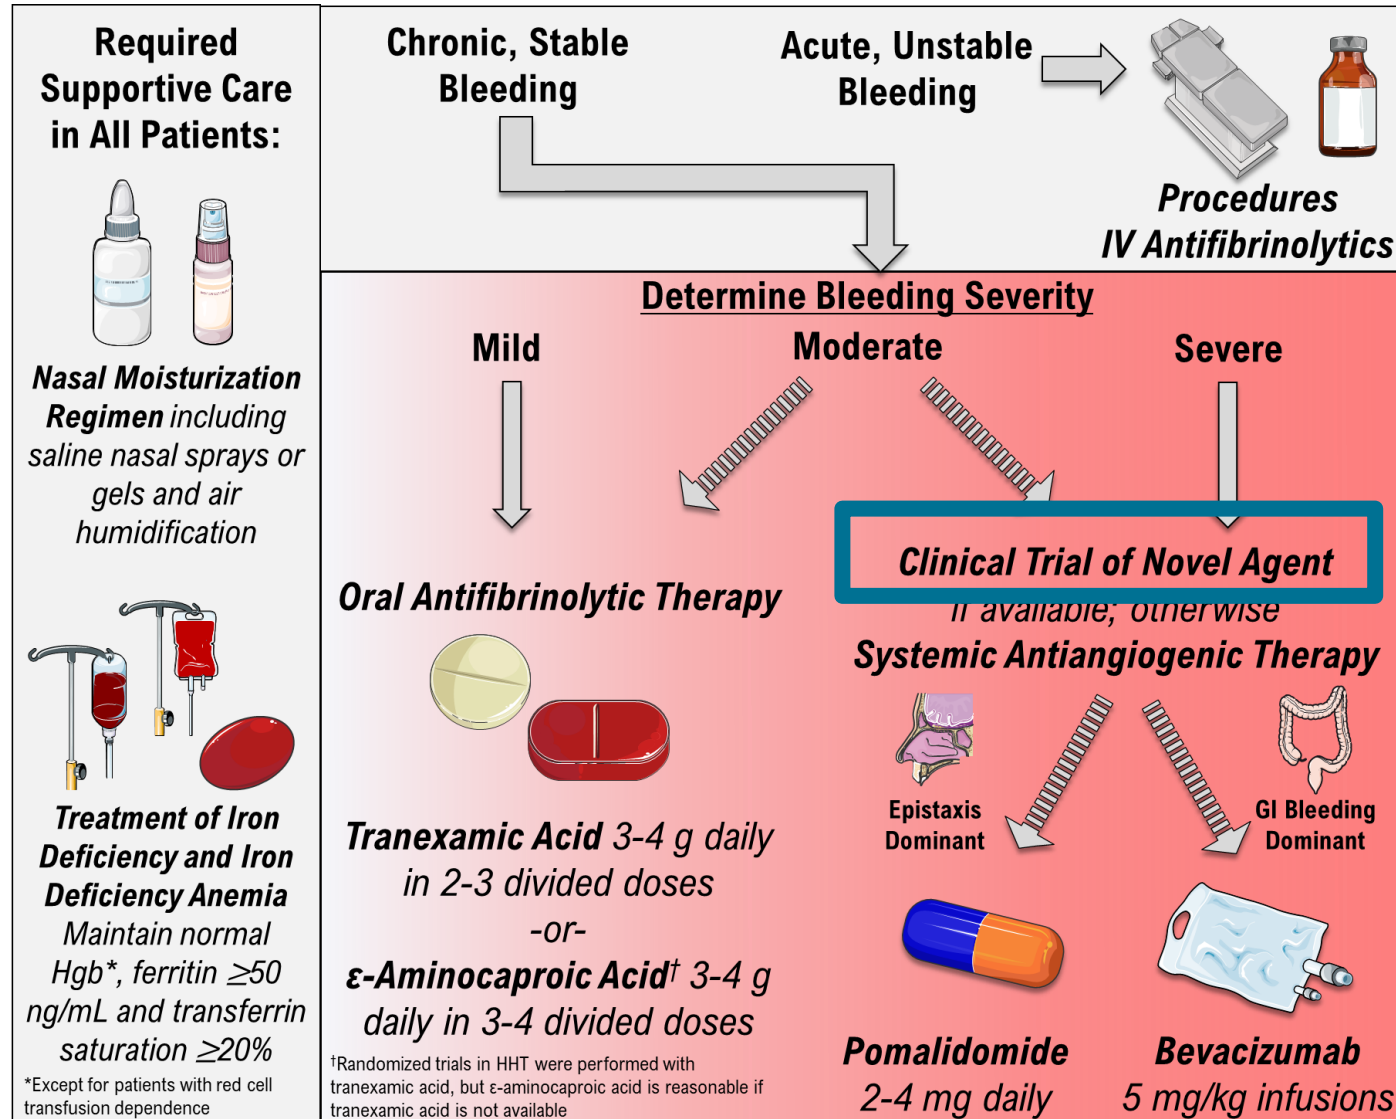 Required
Supportive Care
in All Patients:
Nasal Moisturization
Regimen including
saline nasal sprays or
gels and air
humidification
Treatment of Iron
Deficiency and Iron
Deficiency Anemia
Maintain normal
Hgb*, ferritin ≥50
ng/mL and transferrin
saturation ≥20%
*Except for patients with red cell
transfusion dependence
Chronic, Stable
Bleeding
Acute, Unstable
Bleeding
Procedures
IV Antifibrinolytics
Determine Bleeding Severity
Mild
Moderate
Severe
Oral Antifibrinolytic Therapy
Tranexamic Acid 3-4 g daily
in 2-3 divided doses
-or-
ε-Aminocaproic Acid† 3-4 g
daily in 3-4 divided doses
†Randomized trials in HHT were performed with
tranexamic acid, but ε-aminocaproic acid is reasonable if
tranexamic acid is not available
Clinical Trial of Novel Agent
if available; otherwise
Systemic Antiangiogenic Therapy
Epistaxis
Dominant
GI Bleeding
Dominant
Pomalidomide
2-4 mg daily
Bevacizumab
5 mg/kg infusions